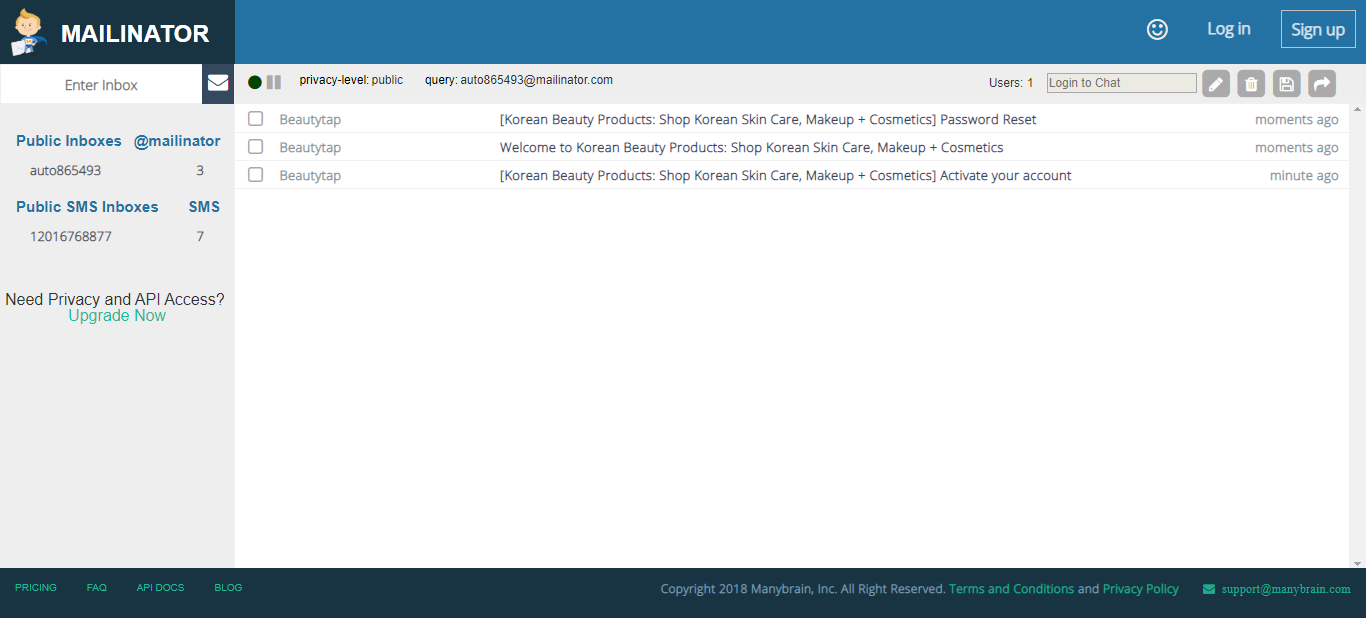 MAILINATOR
Log in
Sign up
Enter Inbox
privacy-level: public query: auto865493@mailinator.com
Users: 1
Login to Chat
Public Inboxes @mailinator
auto865493 3
Public SMS Inboxes SMS
12016768877 7
Need Privacy and API Access?
Upgrade Now
Beautytap [Korean Beauty Products: Shop Korean Skin Care, Makeup + Cosmetics] Password Reset moments ago
Beautytap Welcome to Korean Beauty Products: Shop Korean Skin Care, Makeup + Cosmetics moments ago
Beautytap [Korean Beauty Products: Shop Korean Skin Care, Makeup + Cosmetics] Activate your account minute ago
PRICING FAQ API DOCS BLOG
Copyright 2018 Manybrain, Inc. All Right Reserved. Terms and Conditions and Privacy Policy
support@manybrain.com